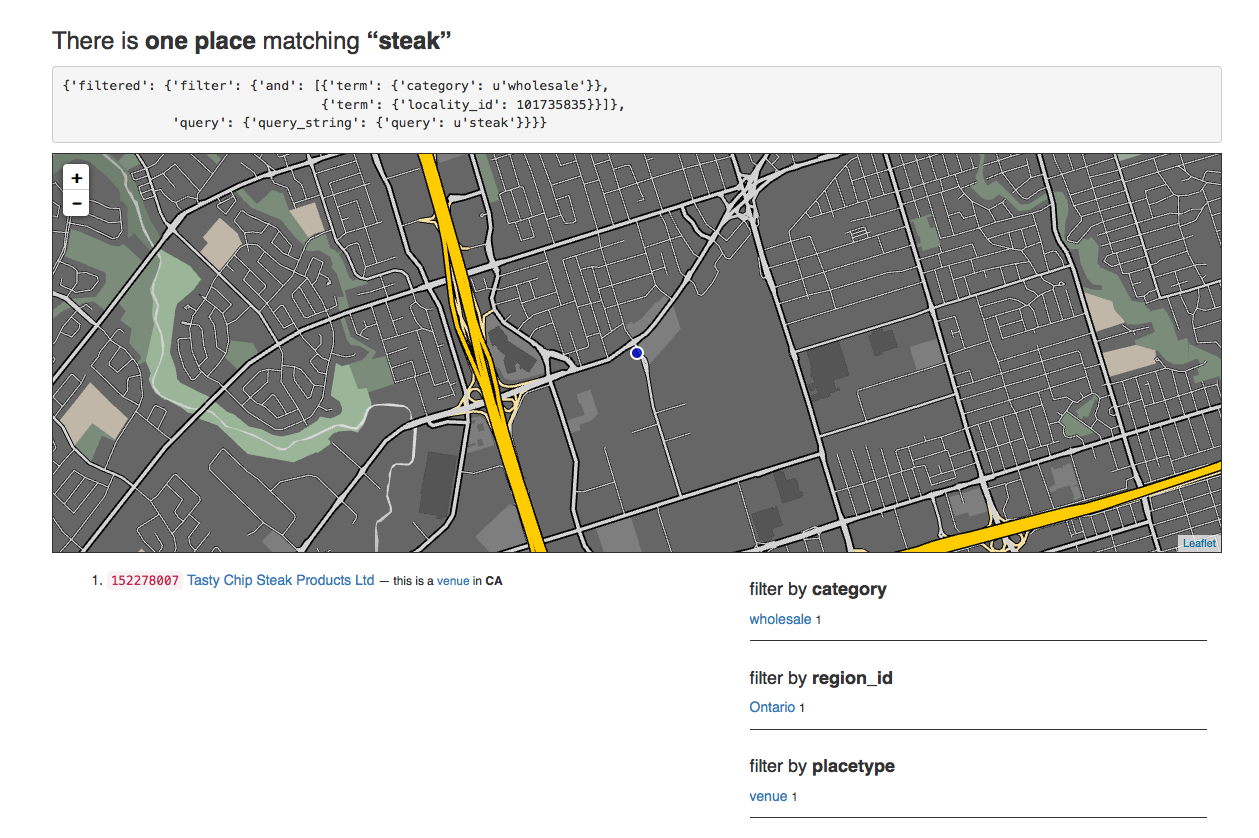 There is one place matching “steak”
{'filtered': {'filter': {'and': [{'term': {'category': u'wholesale'}},
{'term': {'locality_id': 101735835}}]},
'query': {'query_string': {'query': u'steak'}}}}
+
−
Leaflet
1. 152278007 Tasty Chip Steak Products Ltd — this is a venue in CA
filter by category
wholesale 1
filter by region_id
Ontario 1
filter by placetype
venue 1